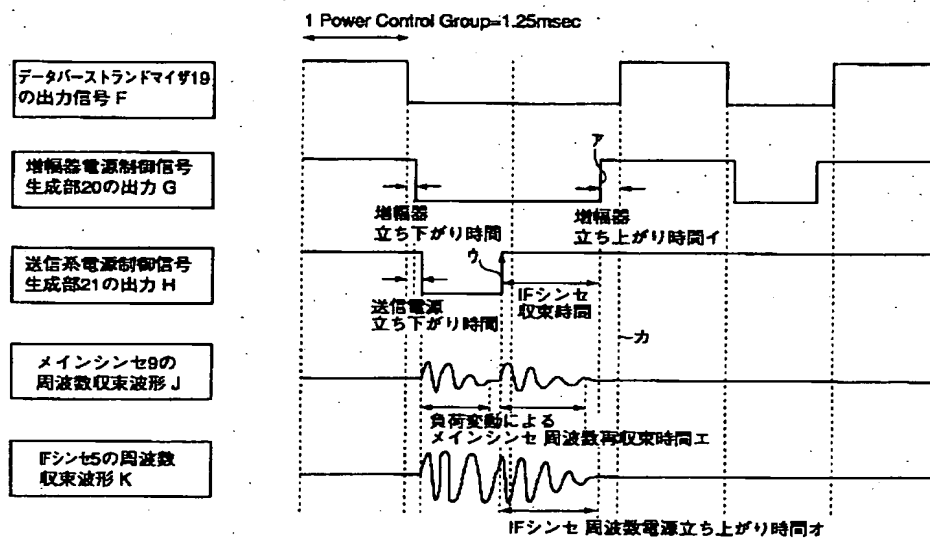 1 Power Control Group=1.25msec
データバーストランドマイザ19
の出力信号 F
増幅器電源制御信号
生成部20の出力 G
ア
増幅器
立ち下がり時間
増幅器
立ち上がり時間イ
送信系電源制御信号
生成部21の出力 H
ウ
IFシンセ
収束時間
送信電源
立ち下がり時間
カ
メインシンセ9の
周波数収束波形 J
負荷変動による
メインシンセ 周波数再収束時間エ
IFシンセ5の周波数
収束波形 K
IFシンセ 周波数電源立ち上がり時間オ